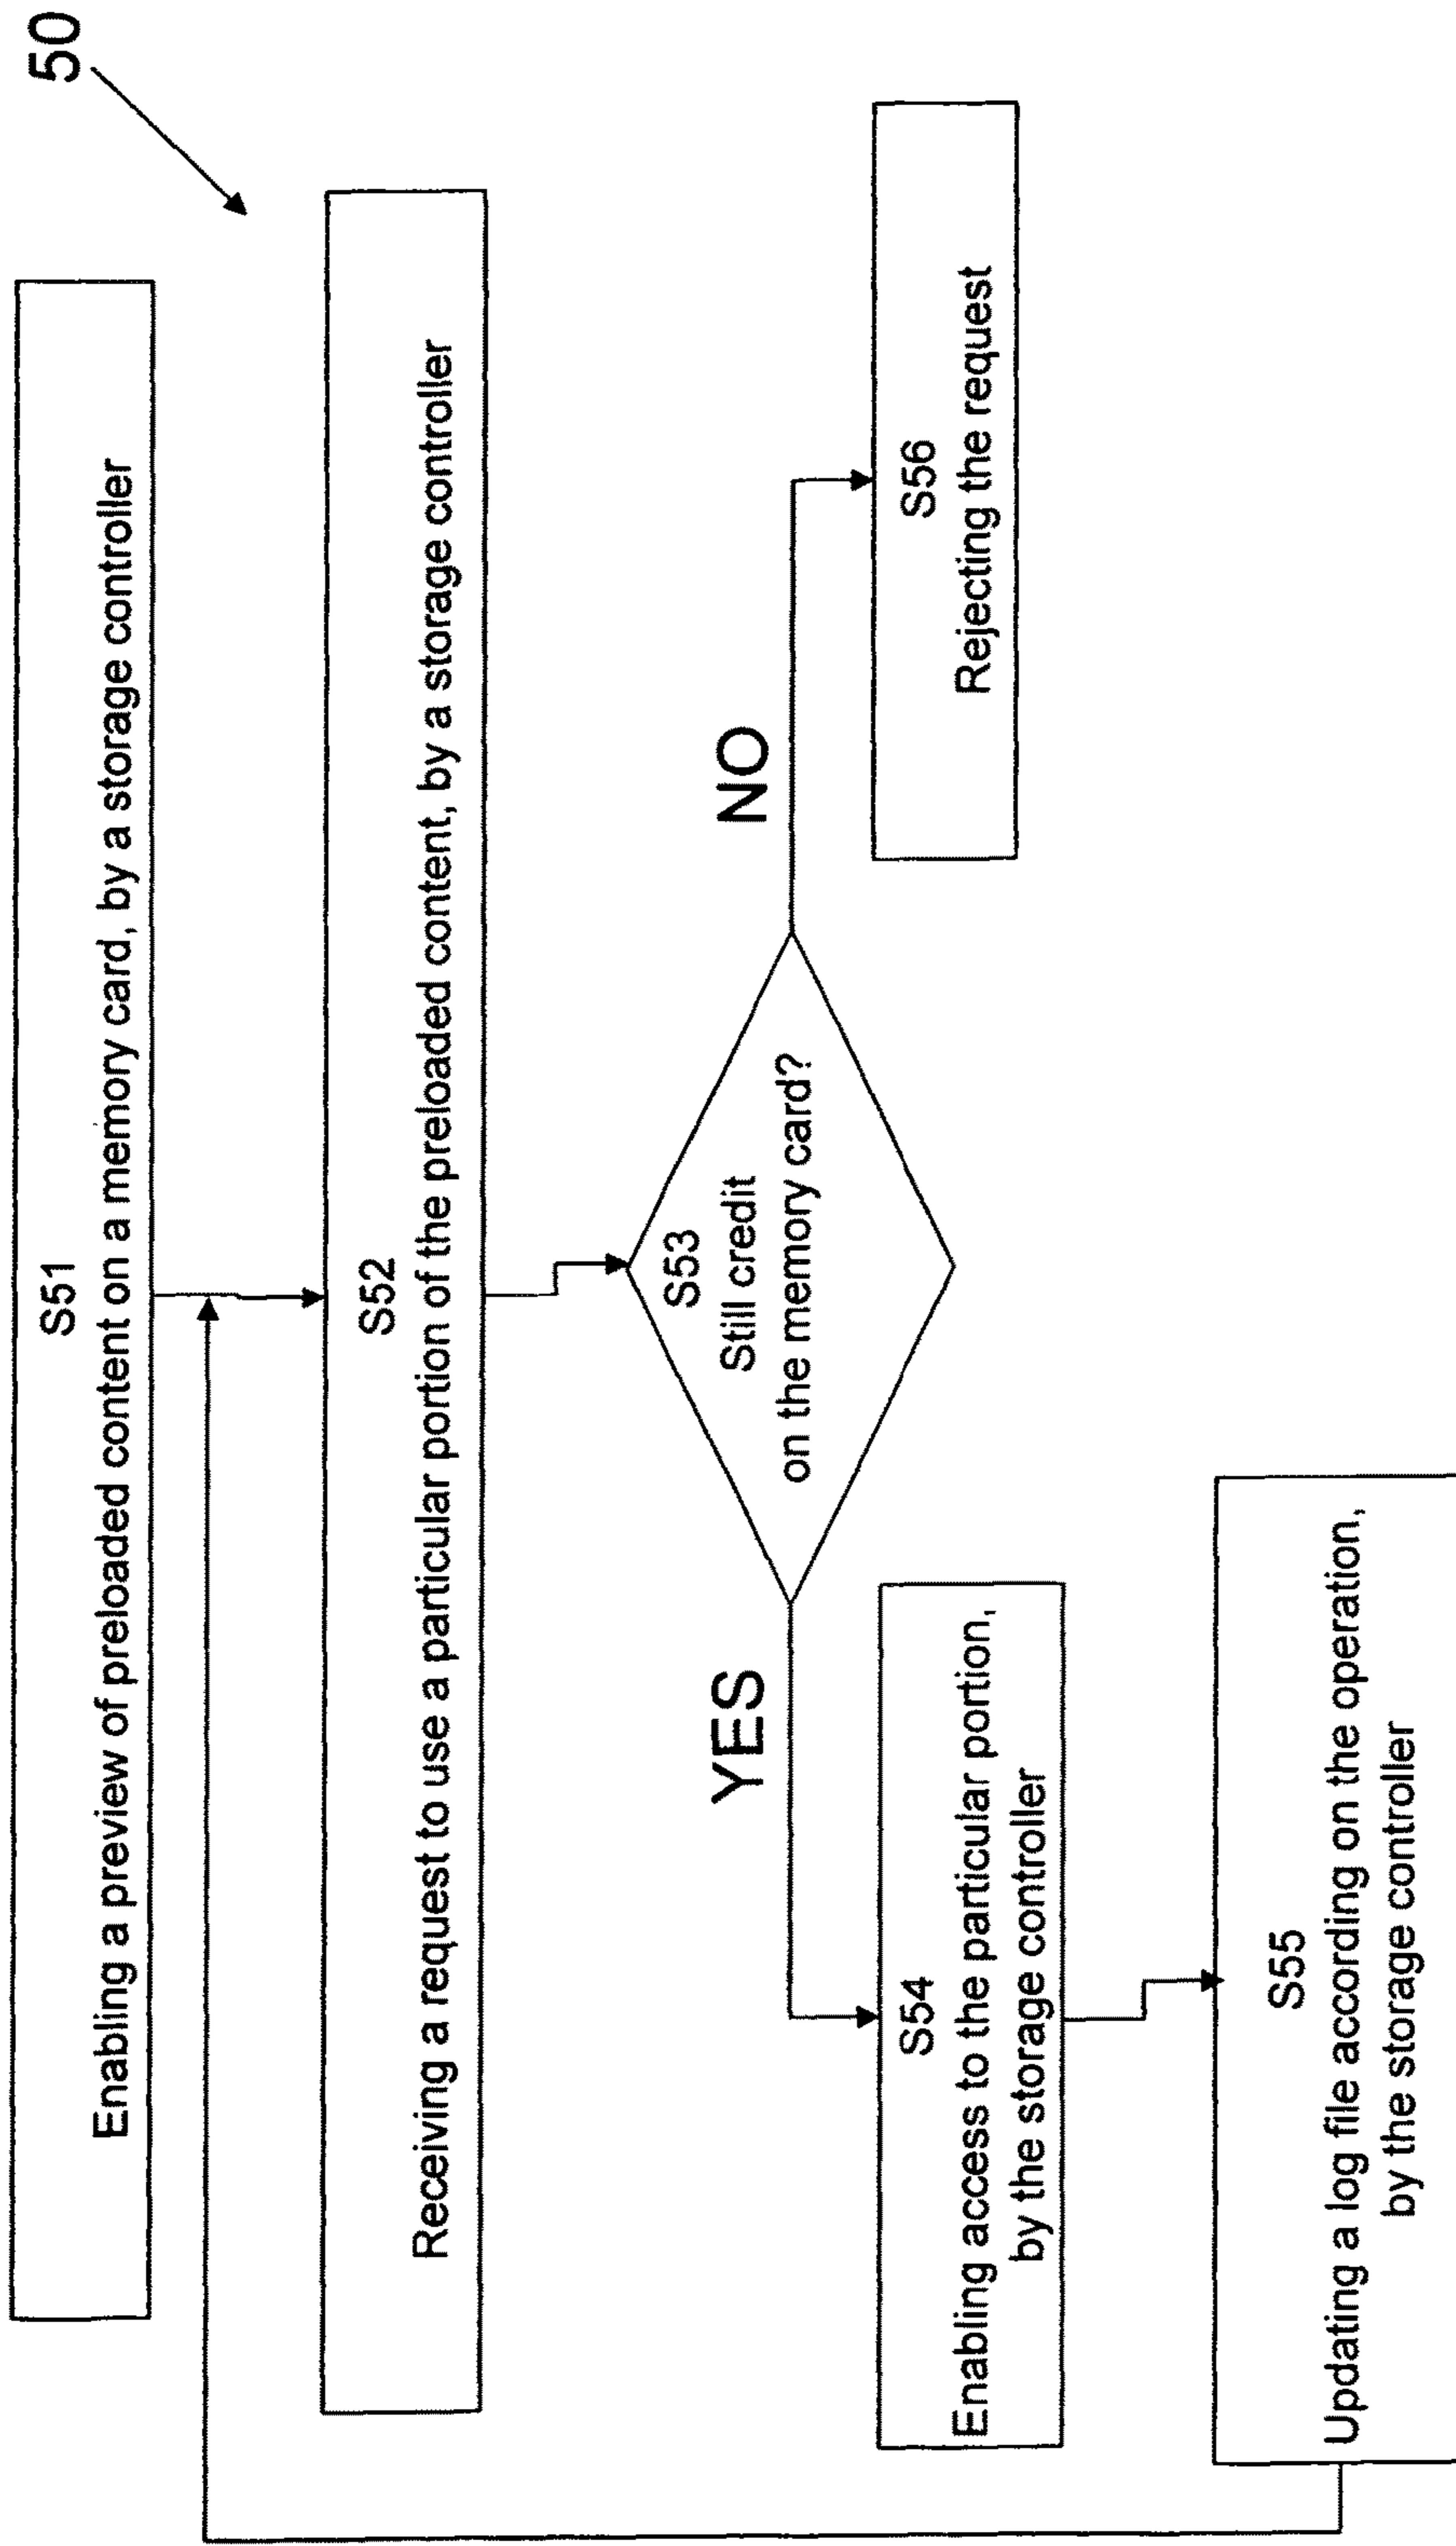 50
S51
Enabling a preview of preloaded content on a memory card, by a storage controller
S52
Receiving a request to use a particular portion of the preloaded content, by a storage controller
S53
Still credit
on the memory card?
YES
NO
S54
Enabling access to the particular portion,
by the storage controller
S56
Rejecting the request
S55
Updating a log file according on the operation,
by the storage controller